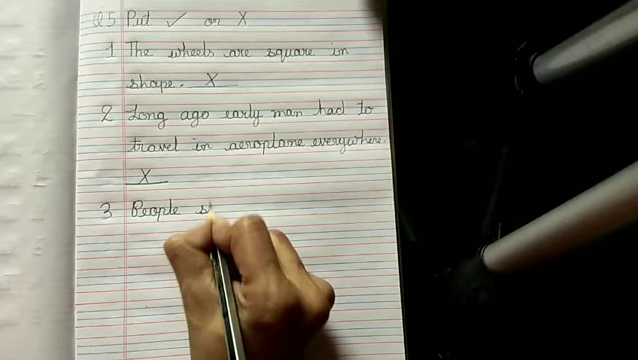 Q5 Put ✓ or X
1 The wheels are square in
shape. X
2 Long ago early man had to
travel in aeroplane everywhere.
X
3 People s